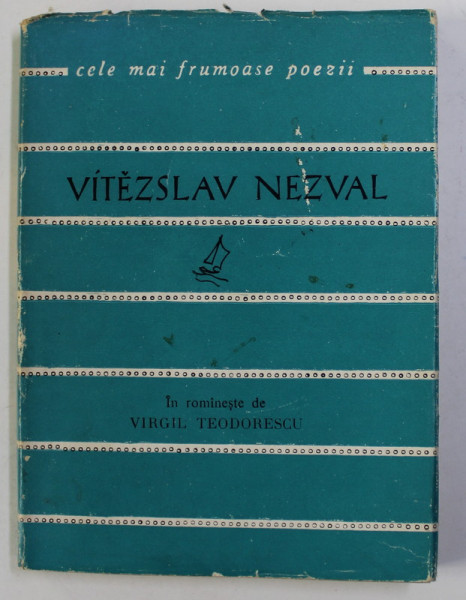 cele mai frumoase poezii
VÍTĚZSLAV NEZVAL
În romînește de
VIRGIL TEODORESCU